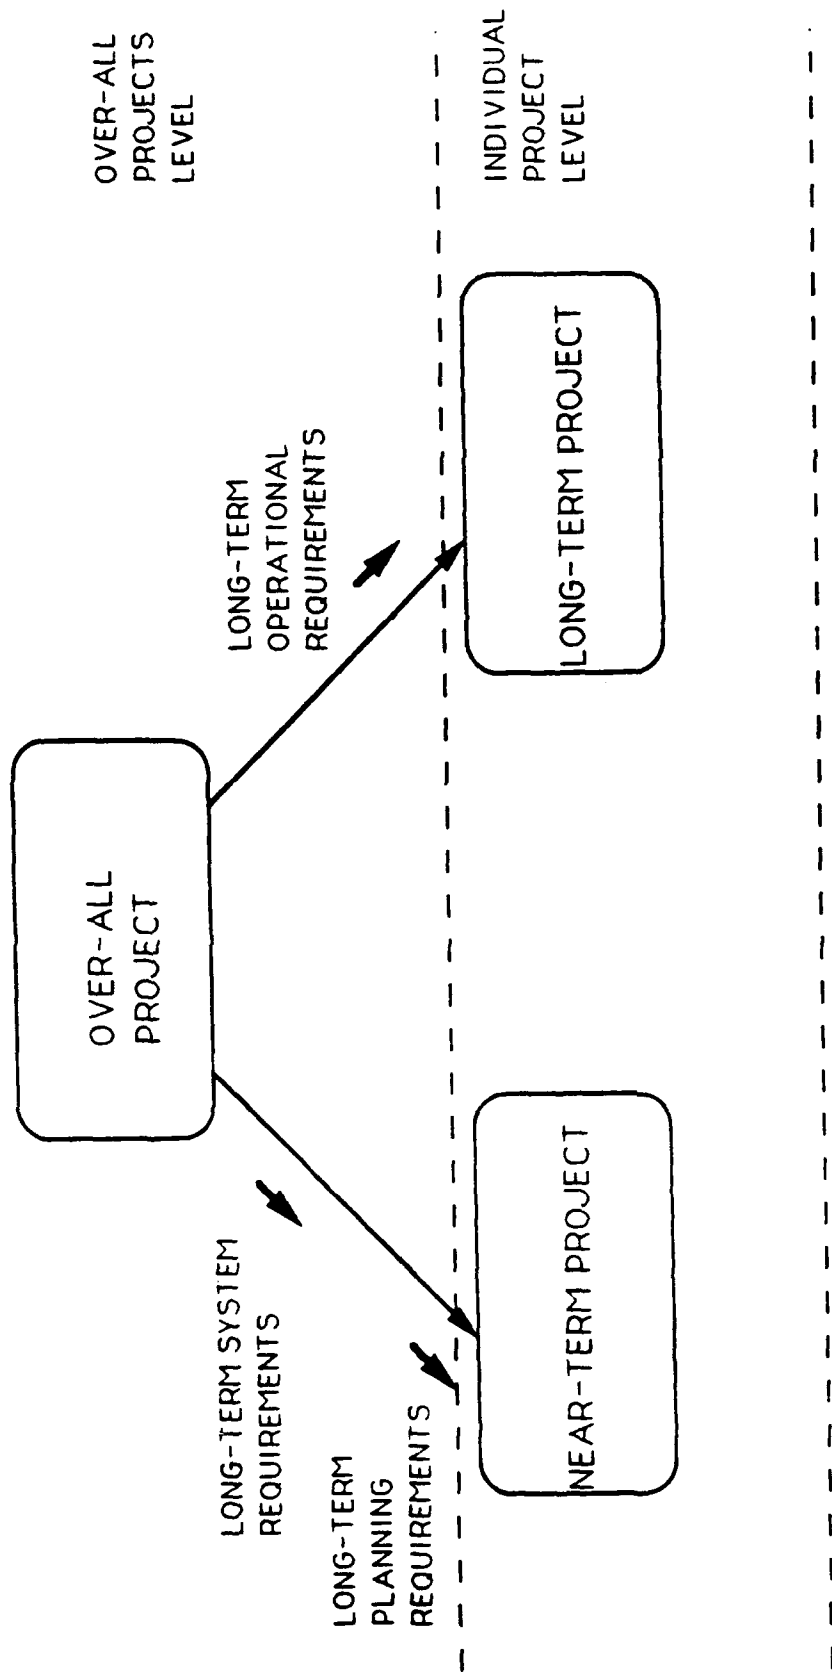 OVER-ALL
PROJECTS
LEVEL
OVER-ALL
PROJECT
LONG-TERM SYSTEM
REQUIREMENTS
LONG-TERM
PLANNING
REQUIREMENTS
LONG-TERM
OPERATIONAL
REQUIREMENTS
INDIVIDUAL
PROJECT
LEVEL
NEAR-TERM PROJECT
LONG-TERM PROJECT